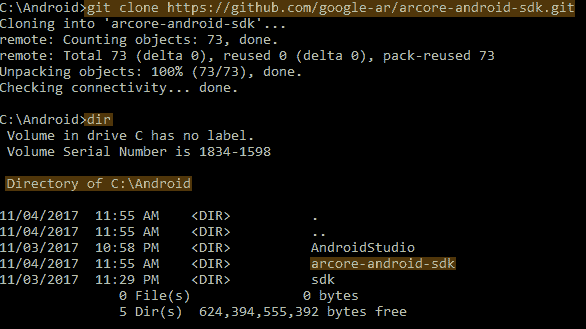 C:\Android>git clone https://github.com/google-ar/arcore-android-sdk.git
Cloning into 'arcore-android-sdk'...
remote: Counting objects: 73, done.
remote: Total 73 (delta 0), reused 0 (delta 0), pack-reused 73
Unpacking objects: 100% (73/73), done.
Checking connectivity... done.
C:\Android>dir
Volume in drive C has no label.
Volume Serial Number is 1834-1598
Directory of C:\Android
11/04/2017  11:55 AM    <DIR>          .
11/04/2017  11:55 AM    <DIR>          ..
11/03/2017  10:58 PM    <DIR>          AndroidStudio
11/04/2017  11:55 AM    <DIR>          arcore-android-sdk
11/03/2017  11:29 PM    <DIR>          sdk
0 File(s)              0 bytes
5 Dir(s)  624,394,555,392 bytes free